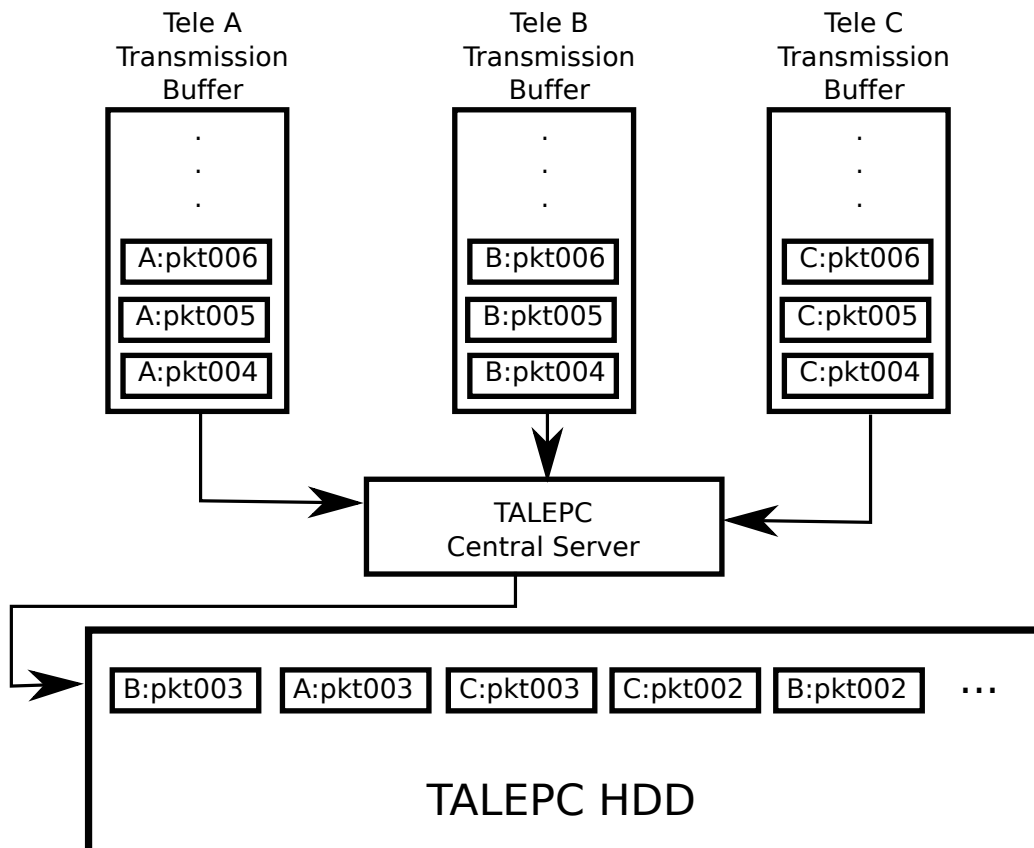 Tele A
Transmission
Buffer
Tele B
Transmission
Buffer
Tele C
Transmission
Buffer
.
.
.
A:pkt006
A:pkt005
A:pkt004
.
.
.
B:pkt006
B:pkt005
B:pkt004
.
.
.
C:pkt006
C:pkt005
C:pkt004
TALEPC
Central Server
B:pkt003 A:pkt003 C:pkt003 C:pkt002 B:pkt002 ...
TALEPC HDD